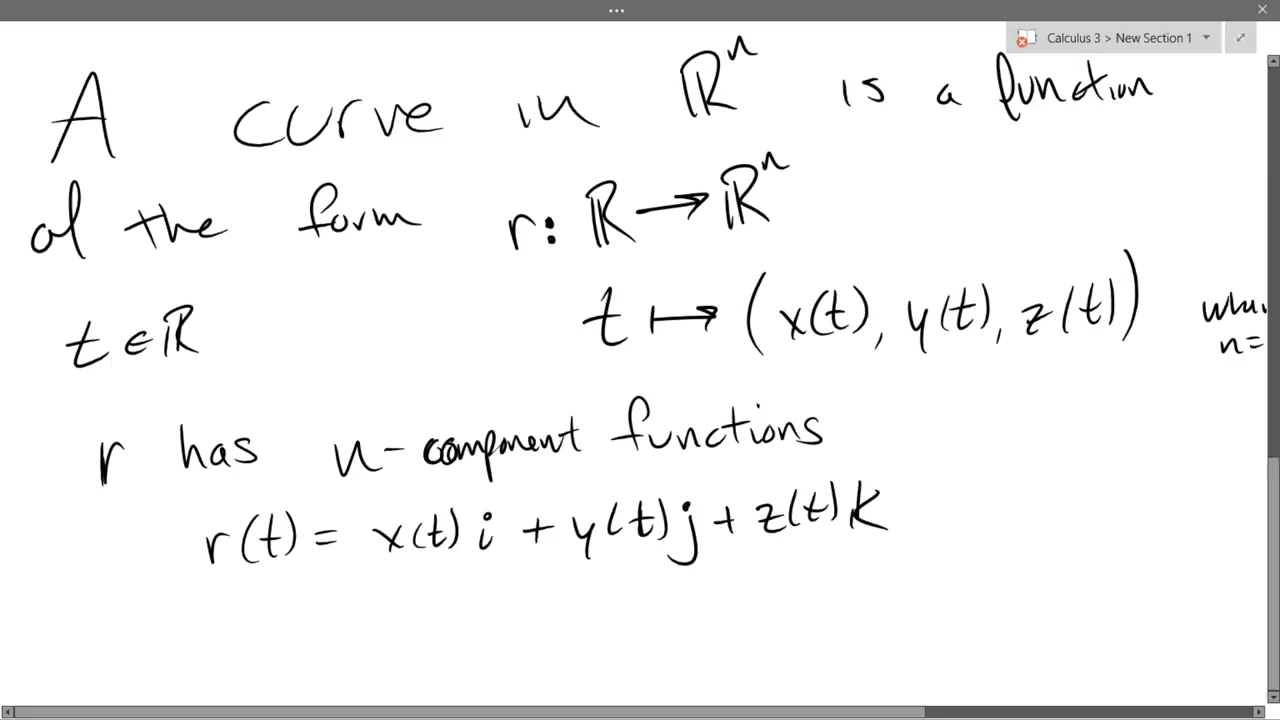 Calculus 3 > New Section 1
A curve in ℝⁿ is a function
of the form r: ℝ → ℝⁿ
t ∈ ℝ t ↦ (x(t), y(t), z(t))
n=
r has n-component functions
r(t) = x(t) i + y(t) j + z(t) k